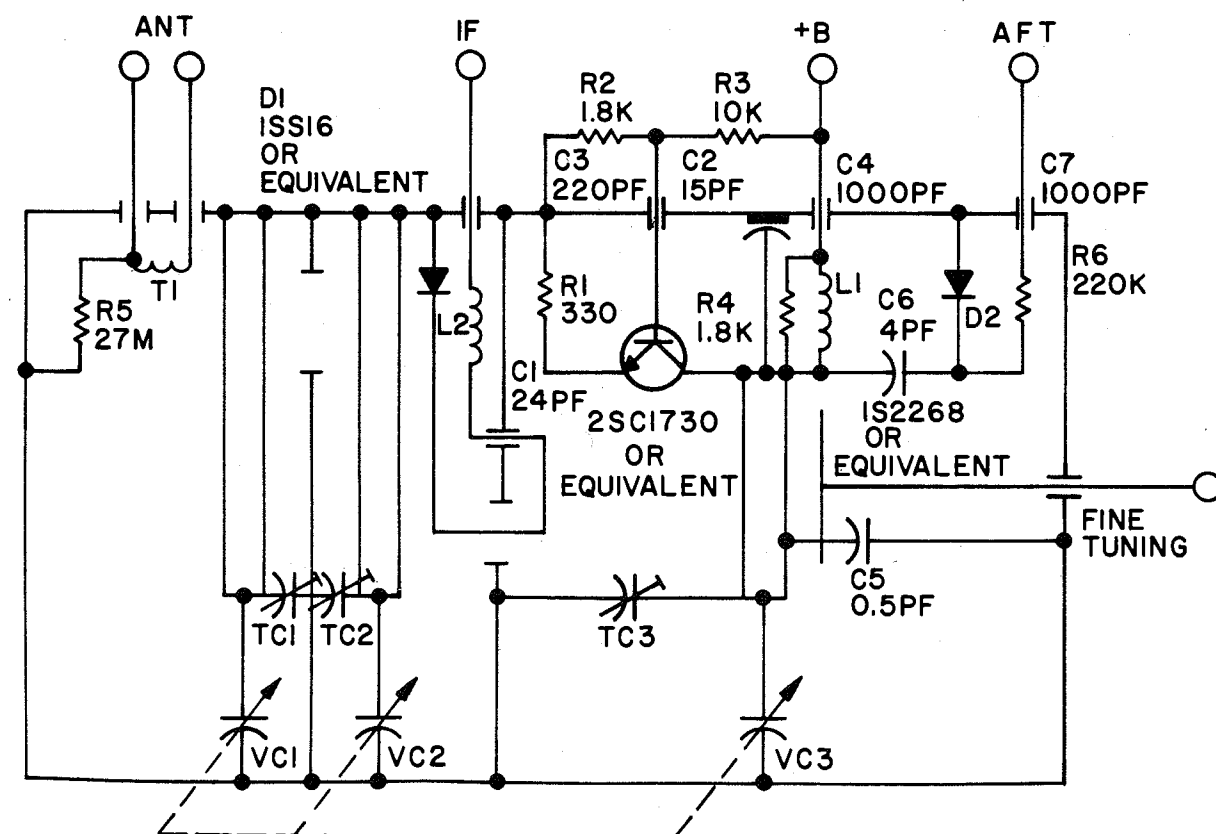 ANT
IF
+B
AFT
D1
1SS16
OR
EQUIVALENT
R2
1.8K
R3
10K
C3
220PF
C2
15PF
C4
1000PF
C7
1000PF
T1
R5
27M
L2
R1
330
R4
1.8K
L1
C6
4PF
D2
R6
220K
C1
24PF
2SC1730
OR
EQUIVALENT
1S2268
OR
EQUIVALENT
FINE
TUNING
C5
0.5PF
TC1
TC2
TC3
VC1
VC2
VC3